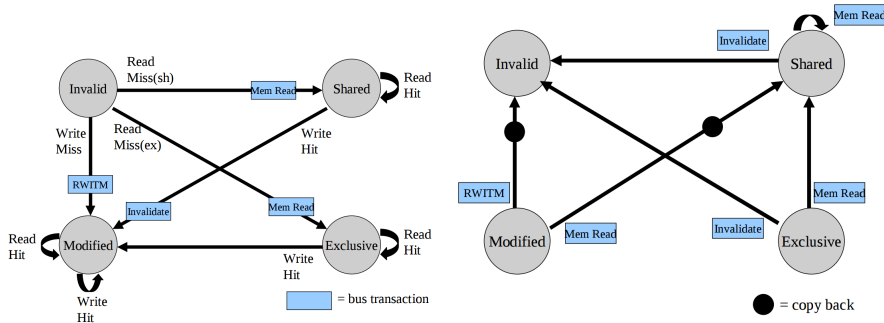 Invalid
Read
Miss(sh)
Mem Read
Shared
Read
Hit
Write
Miss
Read
Miss(ex)
Write
Hit
RWITM
Invalidate
Mem Read
Read
Hit
Modified
Exclusive
Read
Hit
Write
Hit
Write
Hit
= bus transaction
Mem Read
Invalidate
Invalid
Shared
RWITM
Mem Read
Mem Read
Invalidate
Modified
Exclusive
= copy back